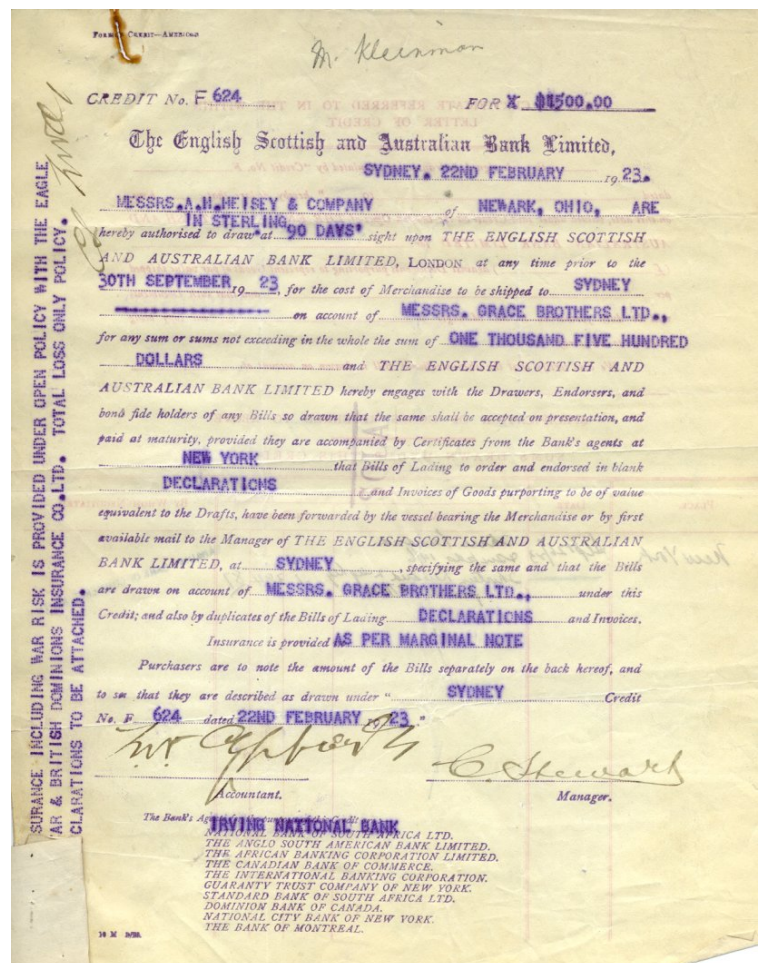 FORM CREDIT—AMERICAN
M. Kleinman
CREDIT No. F 624 FOR X $1500.00
The English Scottish and Australian Bank Limited,
SYDNEY. 22ND FEBRUARY 1923.
MESSRS.A.H.HEISEY & COMPANY of NEWARK, OHIO, ARE
IN STERLING
hereby authorised to draw at 90 DAYS' sight upon THE ENGLISH SCOTTISH
AND AUSTRALIAN BANK LIMITED, LONDON at any time prior to the
30TH SEPTEMBER 1923, for the cost of Merchandise to be shipped to SYDNEY
on account of MESSRS. GRACE BROTHERS LTD.,
for any sum or sums not exceeding in the whole the sum of ONE THOUSAND FIVE HUNDRED
DOLLARS and THE ENGLISH SCOTTISH AND
AUSTRALIAN BANK LIMITED hereby engages with the Drawers, Endorsers, and
bonâ fide holders of any Bills so drawn that the same shall be accepted on presentation, and
paid at maturity, provided they are accompanied by Certificates from the Bank's agents at
NEW YORK that Bills of Lading to order and endorsed in blank
DECLARATIONS and Invoices of Goods purporting to be of value
equivalent to the Drafts, have been forwarded by the vessel bearing the Merchandise or by first
available mail to the Manager of THE ENGLISH SCOTTISH AND AUSTRALIAN
BANK LIMITED, at SYDNEY, specifying the same and that the Bills
are drawn on account of MESSRS. GRACE BROTHERS LTD., under this
Credit; and also by duplicates of the Bills of Lading DECLARATIONS and Invoices.
Insurance is provided AS PER MARGINAL NOTE
Purchasers are to note the amount of the Bills separately on the back hereof, and
to see that they are described as drawn under "SYDNEY Credit
No. F 624 dated 22ND FEBRUARY 1923"
C. Stewart
Accountant. Manager.
The Bank's
IRVING NATIONAL BANK
NATIONAL BANK OF SOUTH AFRICA LTD.
THE ANGLO SOUTH AMERICAN BANK LIMITED.
THE AFRICAN BANKING CORPORATION LIMITED.
THE CANADIAN BANK OF COMMERCE.
THE INTERNATIONAL BANKING CORPORATION.
GUARANTY TRUST COMPANY OF NEW YORK.
STANDARD BANK OF SOUTH AFRICA LTD.
DOMINION BANK OF CANADA.
NATIONAL CITY BANK OF NEW YORK.
THE BANK OF MONTREAL.
SURANCE INCLUDING WAR RISK IS PROVIDED UNDER OPEN POLICY WITH THE EAGLE
AR & BRITISH DOMINIONS INSURANCE CO.LTD. TOTAL LOSS ONLY POLICY.
CLARATIONS TO BE ATTACHED.